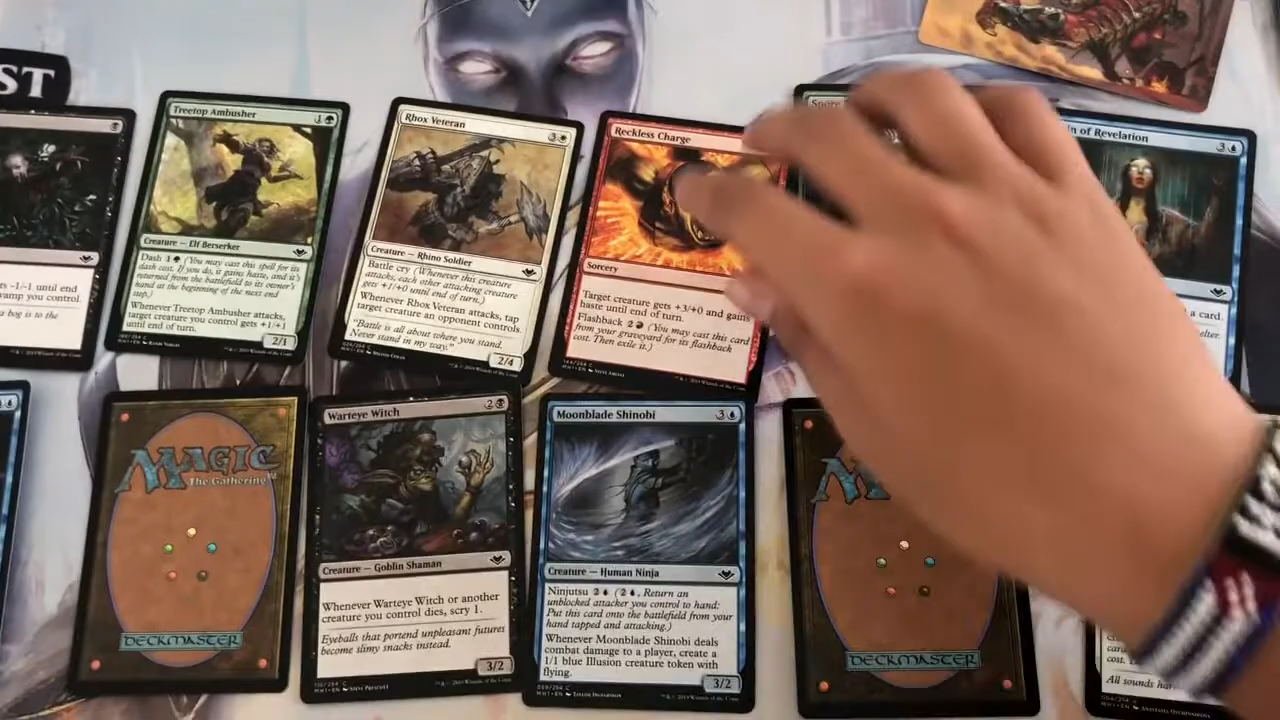 ST
-1/-1 until end
wamp you control.
a bog is to the
Treetop Ambusher 1
Creature — Elf Berserker
Dash 1 (You may cast this spell for its
dash cost. If you do, it gains haste, and it's
returned from the battlefield to its owner's
hand at the beginning of the next end
step.)
Whenever Treetop Ambusher attacks,
target creature you control gets +1/+1
until end of turn.
2/1
Rhox Veteran 3
Creature — Rhino Soldier
Battle cry (Whenever this creature
attacks, each other attacking creature
gets +1/+0 until end of turn.)
Whenever Rhox Veteran attacks, tap
target creature an opponent controls.
"Battle is all about where you stand.
Never stand in my way."
2/4
Reckless Charge
Sorcery
Target creature gets +3/+0 and gains
haste until end of turn.
Flashback 2 (You may cast this card
from your graveyard for its flashback
cost. Then exile it.)
of Revelation 3
a card.
MAGIC
The Gathering
DECKMASTER
Warteye Witch 2
Creature — Goblin Shaman
Whenever Warteye Witch or another
creature you control dies, scry 1.
Eyeballs that portend unpleasant futures
become slimy snacks instead.
3/2
Moonblade Shinobi 3
Creature — Human Ninja
Ninjutsu 2 (2, Return an
unblocked attacker you control to hand:
Put this card onto the battlefield from your
hand tapped and attacking.)
Whenever Moonblade Shinobi deals
combat damage to a player, create a
1/1 blue Illusion creature token with
flying.
3/2
DECKMASTER
All sounds